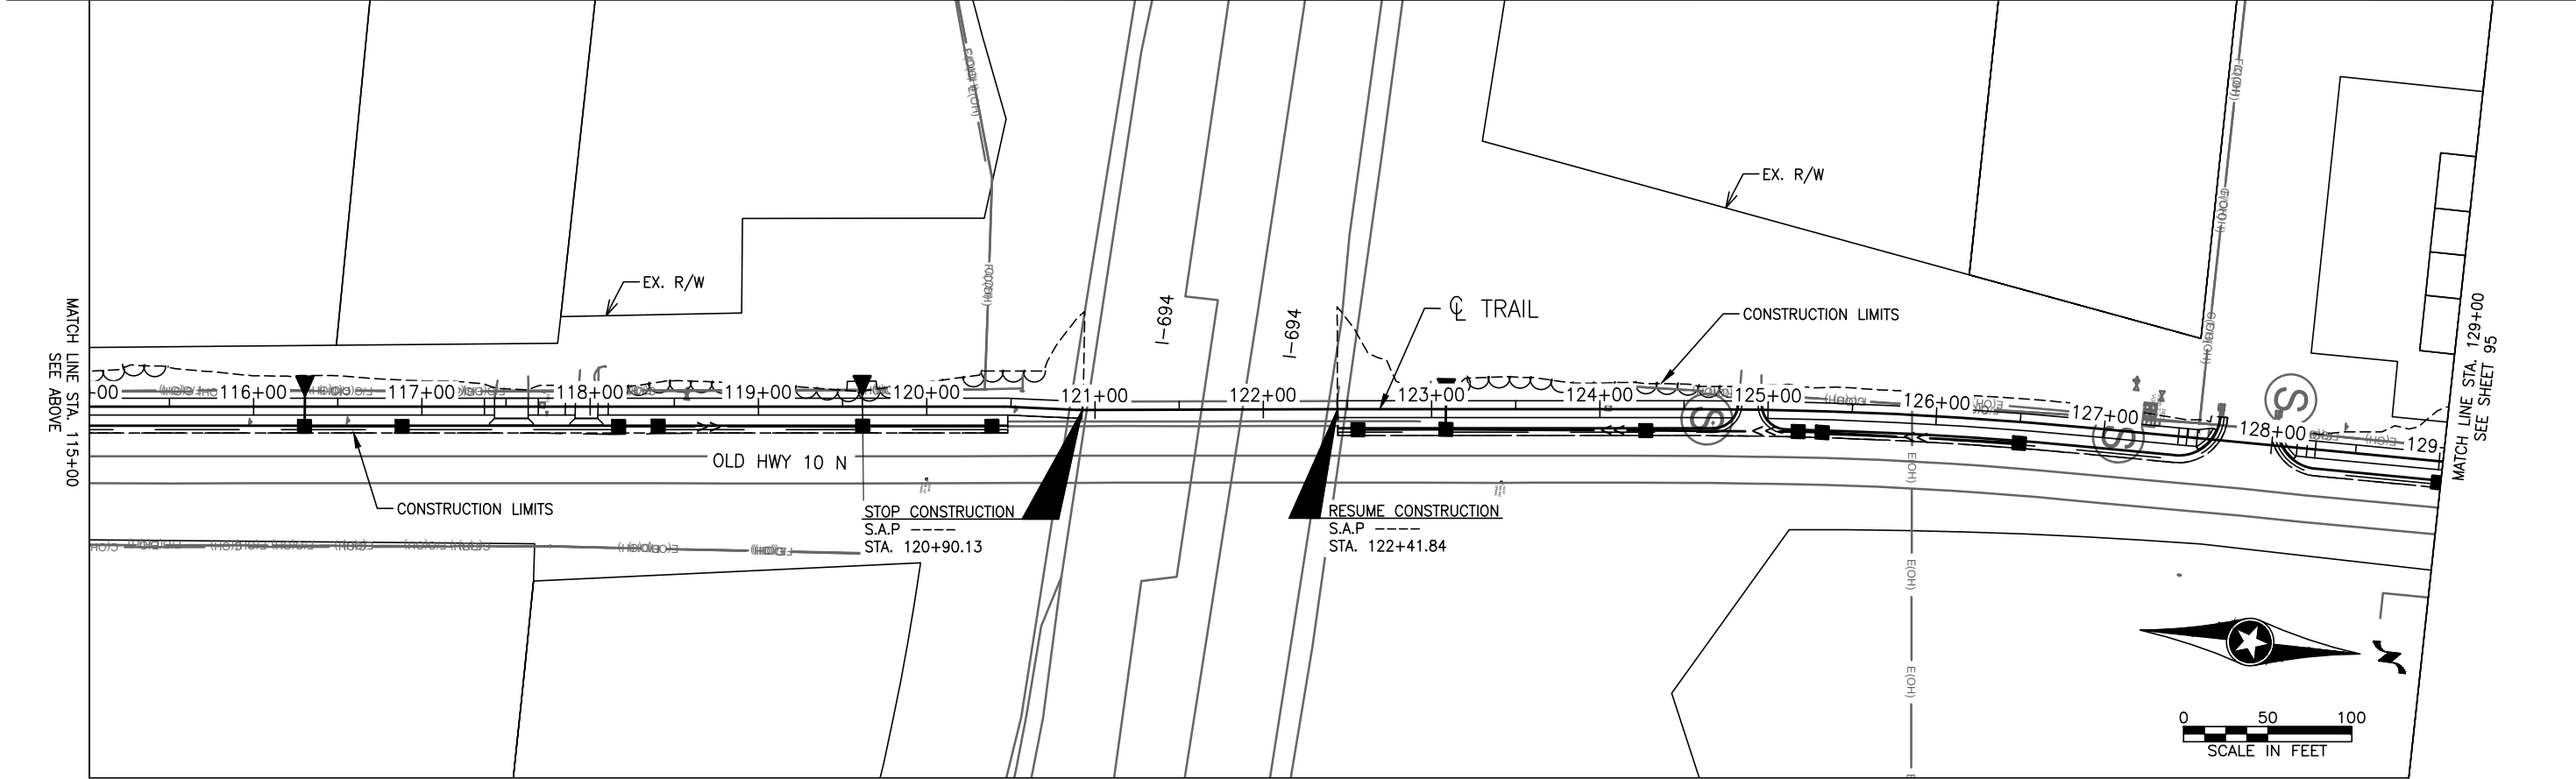 EX. R/W
EX. R/W
I-694
I-694
℄ TRAIL
CONSTRUCTION LIMITS
MATCH LINE STA. 115+00
SEE ABOVE
MATCH LINE STA. 129+00
SEE SHEET 95
+00
116+00
117+00
118+00
119+00
120+00
121+00
122+00
123+00
124+00
125+00
126+00
127+00
128+00
129
S
S
S
OLD HWY 10 N
E(OH)
CONSTRUCTION LIMITS
STOP CONSTRUCTION
S.A.P ----
STA. 120+90.13
RESUME CONSTRUCTION
S.A.P ----
STA. 122+41.84
E(OH)
E(OH)
N
0 50 100
SCALE IN FEET